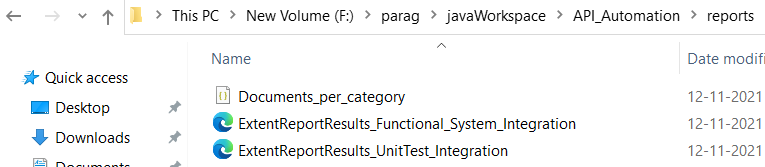 This PC > New Volume (F:) > parag > javaWorkspace > API_Automation > reports
Name
Date modifi
Quick access
Desktop
Downloads
Documents
Documents_per_category
12-11-2021
ExtentReportResults_Functional_System_Integration
12-11-2021
ExtentReportResults_UnitTest_Integration
12-11-2021